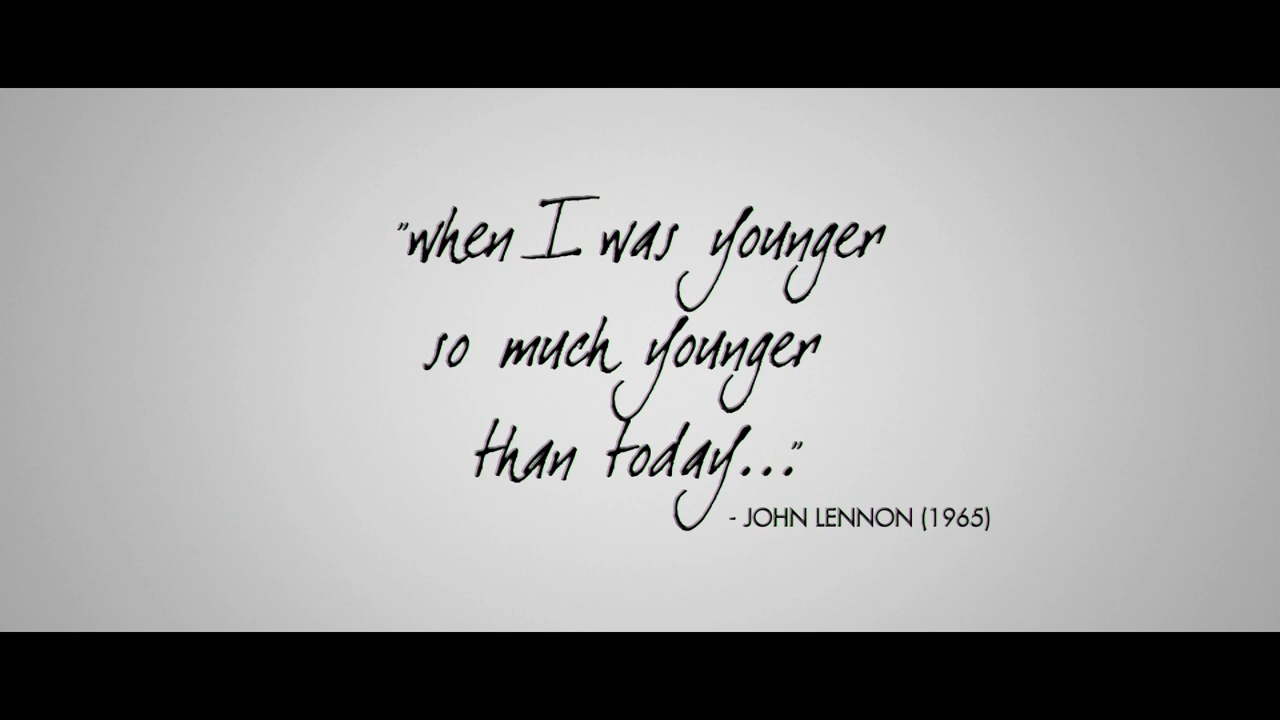 "when I was younger
so much younger
than today..."
- JOHN LENNON (1965)